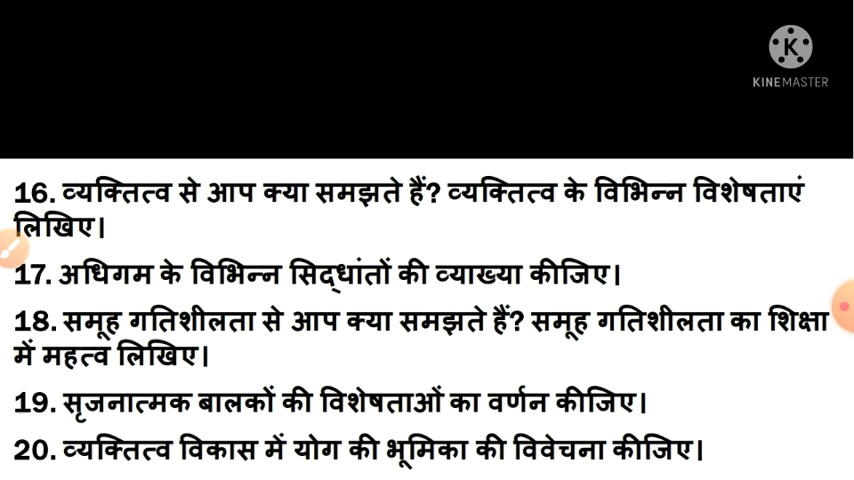 K
KINEMASTER
16. व्यक्तित्व से आप क्या समझते हैं? व्यक्तित्व के विभिन्न विशेषताएं
लिखिए।
17. अधिगम के विभिन्न सिद्धांतों की व्याख्या कीजिए।
18. समूह गतिशीलता से आप क्या समझते हैं? समूह गतिशीलता का शिक्षा
में महत्व लिखिए।
19. सृजनात्मक बालकों की विशेषताओं का वर्णन कीजिए।
20. व्यक्तित्व विकास में योग की भूमिका की विवेचना कीजिए।